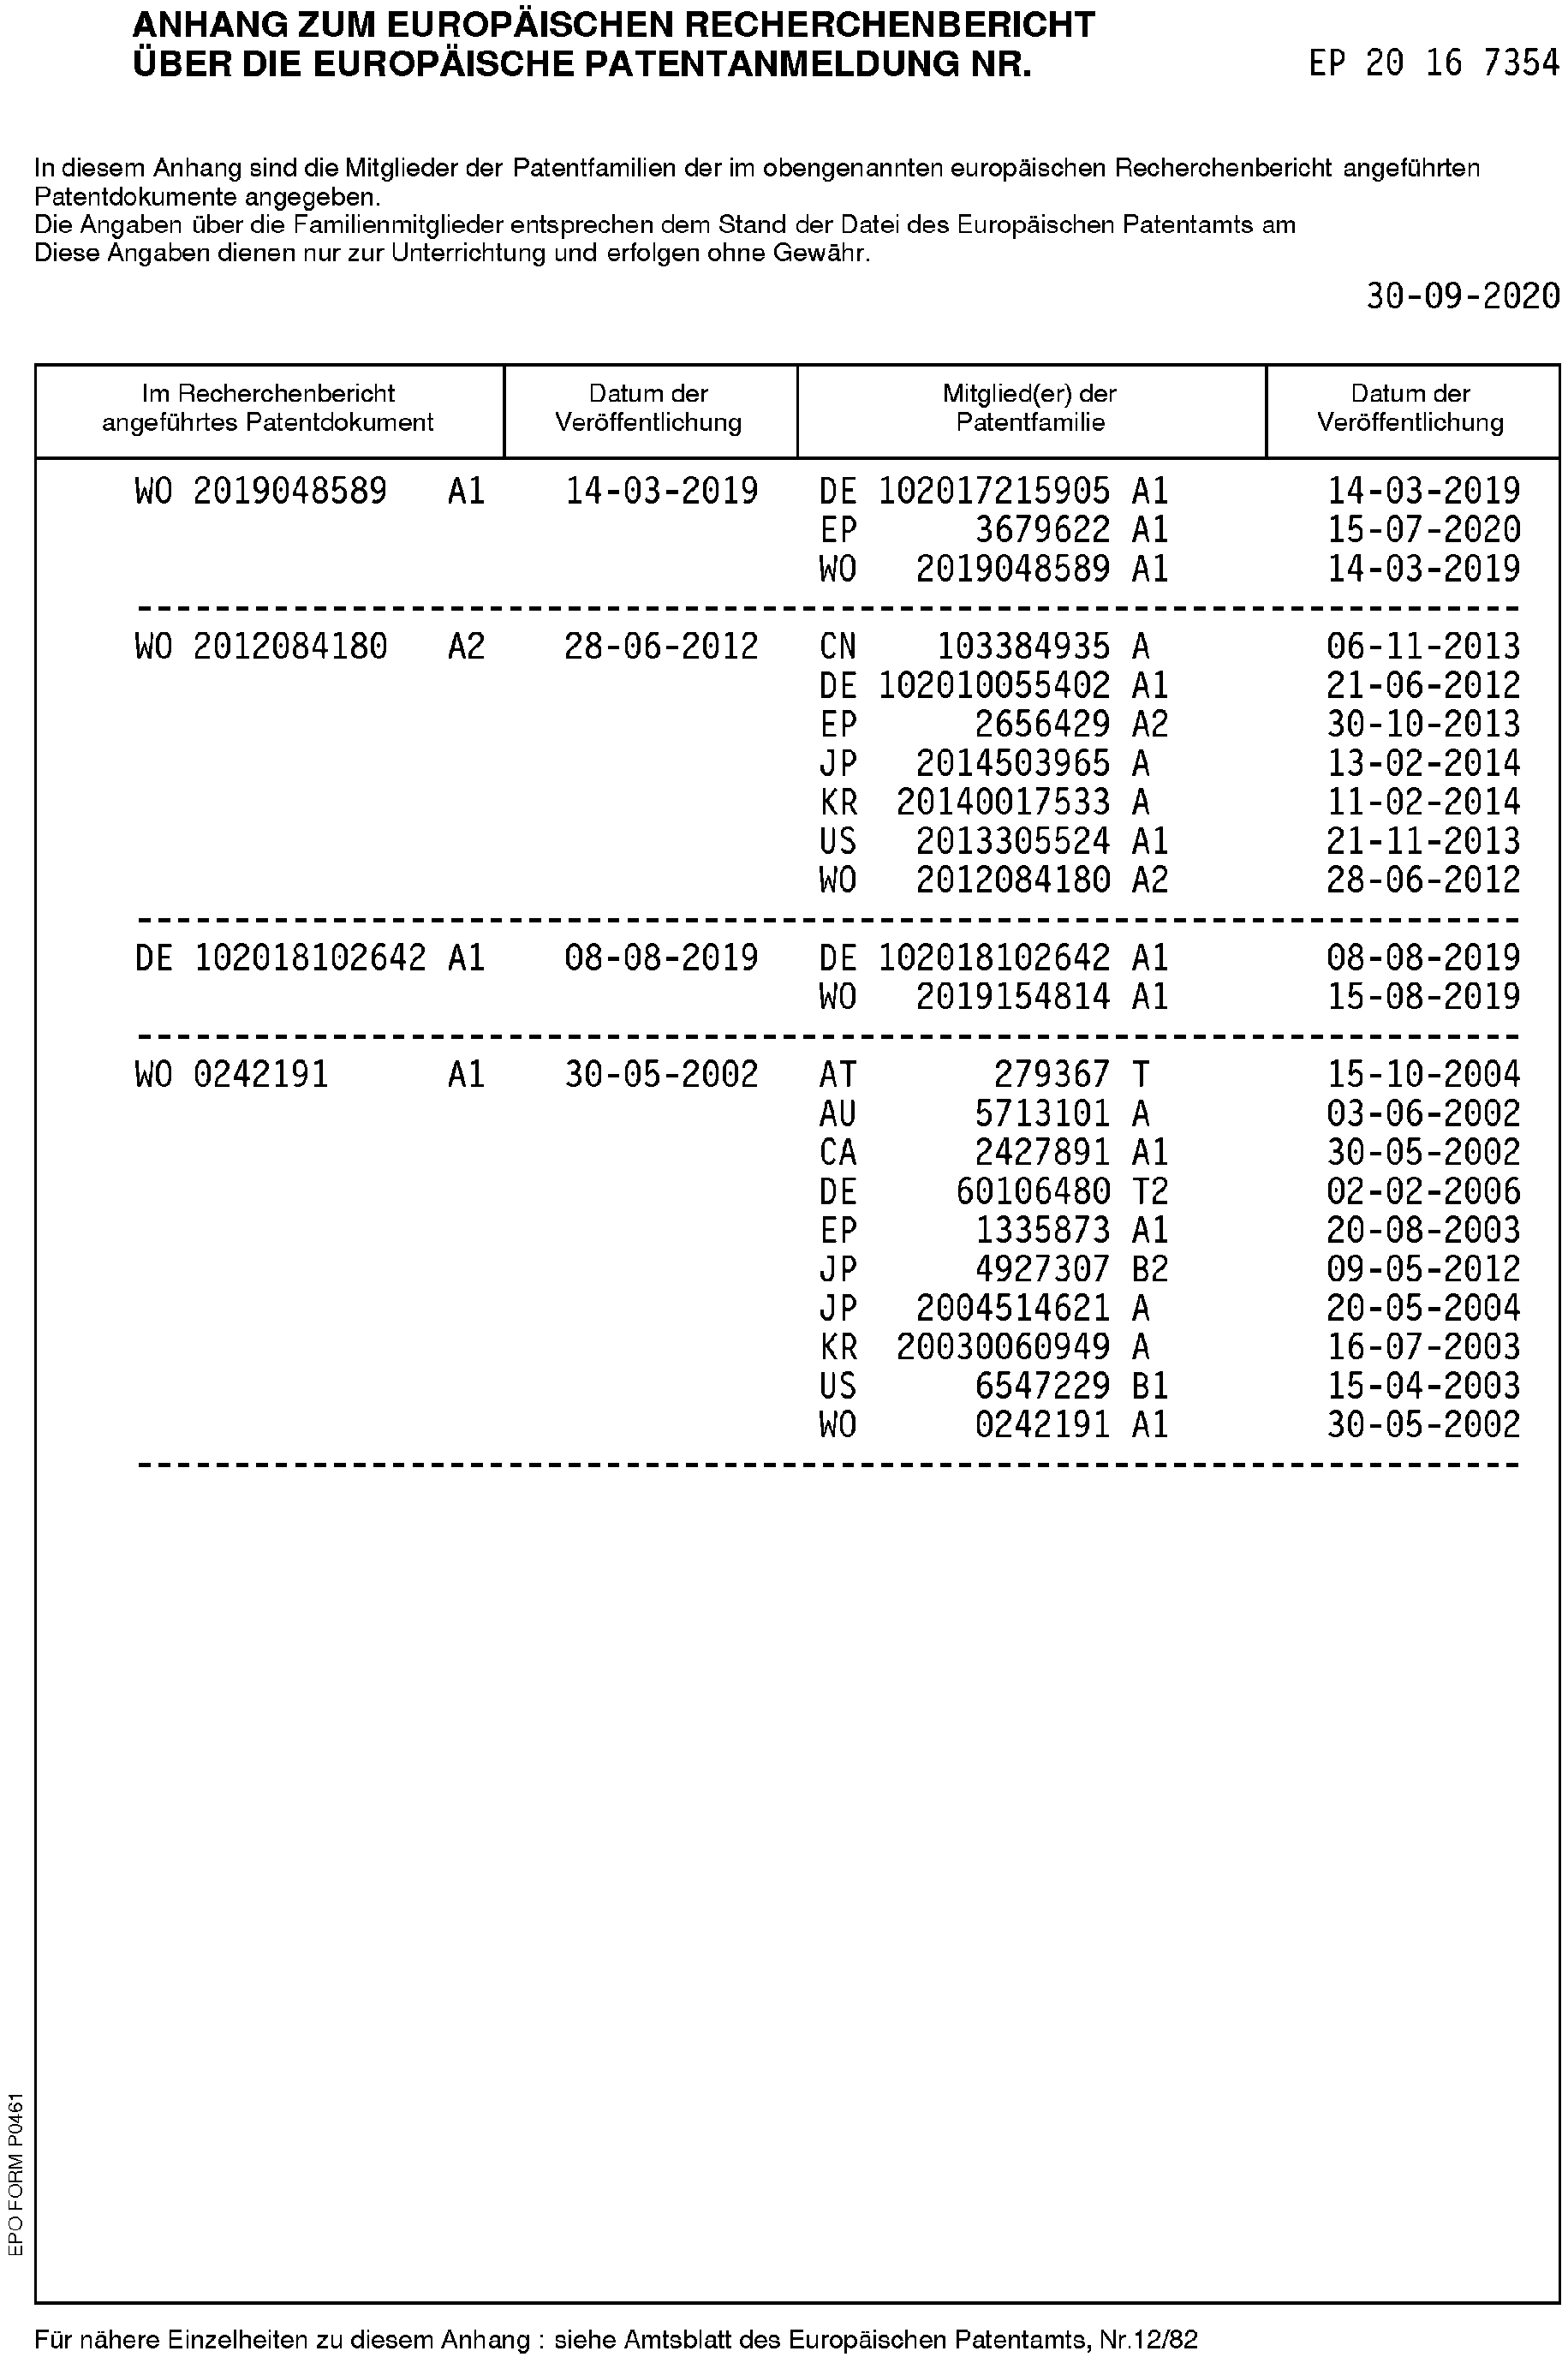 ANHANG ZUM EUROPÄISCHEN RECHERCHENBERICHT
ÜBER DIE EUROPÄISCHE PATENTANMELDUNG NR. EP 20 16 7354
In diesem Anhang sind die Mitglieder der Patentfamilien der im obengenannten europäischen Recherchenbericht angeführten
Patentdokumente angegeben.
Die Angaben über die Familienmitglieder entsprechen dem Stand der Datei des Europäischen Patentamts am
Diese Angaben dienen nur zur Unterrichtung und erfolgen ohne Gewähr.
30-09-2020
Im Recherchenbericht Datum der Mitglied(er) der Datum der
angeführtes Patentdokument Veröffentlichung Patentfamilie Veröffentlichung
WO 2019048589 A1 14-03-2019 DE 102017215905 A1 14-03-2019
EP 3679622 A1 15-07-2020
WO 2019048589 A1 14-03-2019
WO 2012084180 A2 28-06-2012 CN 103384935 A 06-11-2013
DE 102010055402 A1 21-06-2012
EP 2656429 A2 30-10-2013
JP 2014503965 A 13-02-2014
KR 20140017533 A 11-02-2014
US 2013305524 A1 21-11-2013
WO 2012084180 A2 28-06-2012
DE 102018102642 A1 08-08-2019 DE 102018102642 A1 08-08-2019
WO 2019154814 A1 15-08-2019
WO 0242191 A1 30-05-2002 AT 279367 T 15-10-2004
AU 5713101 A 03-06-2002
CA 2427891 A1 30-05-2002
DE 60106480 T2 02-02-2006
EP 1335873 A1 20-08-2003
JP 4927307 B2 09-05-2012
JP 2004514621 A 20-05-2004
KR 20030060949 A 16-07-2003
US 6547229 B1 15-04-2003
WO 0242191 A1 30-05-2002
EPO FORM P0461
Für nähere Einzelheiten zu diesem Anhang : siehe Amtsblatt des Europäischen Patentamts, Nr.12/82